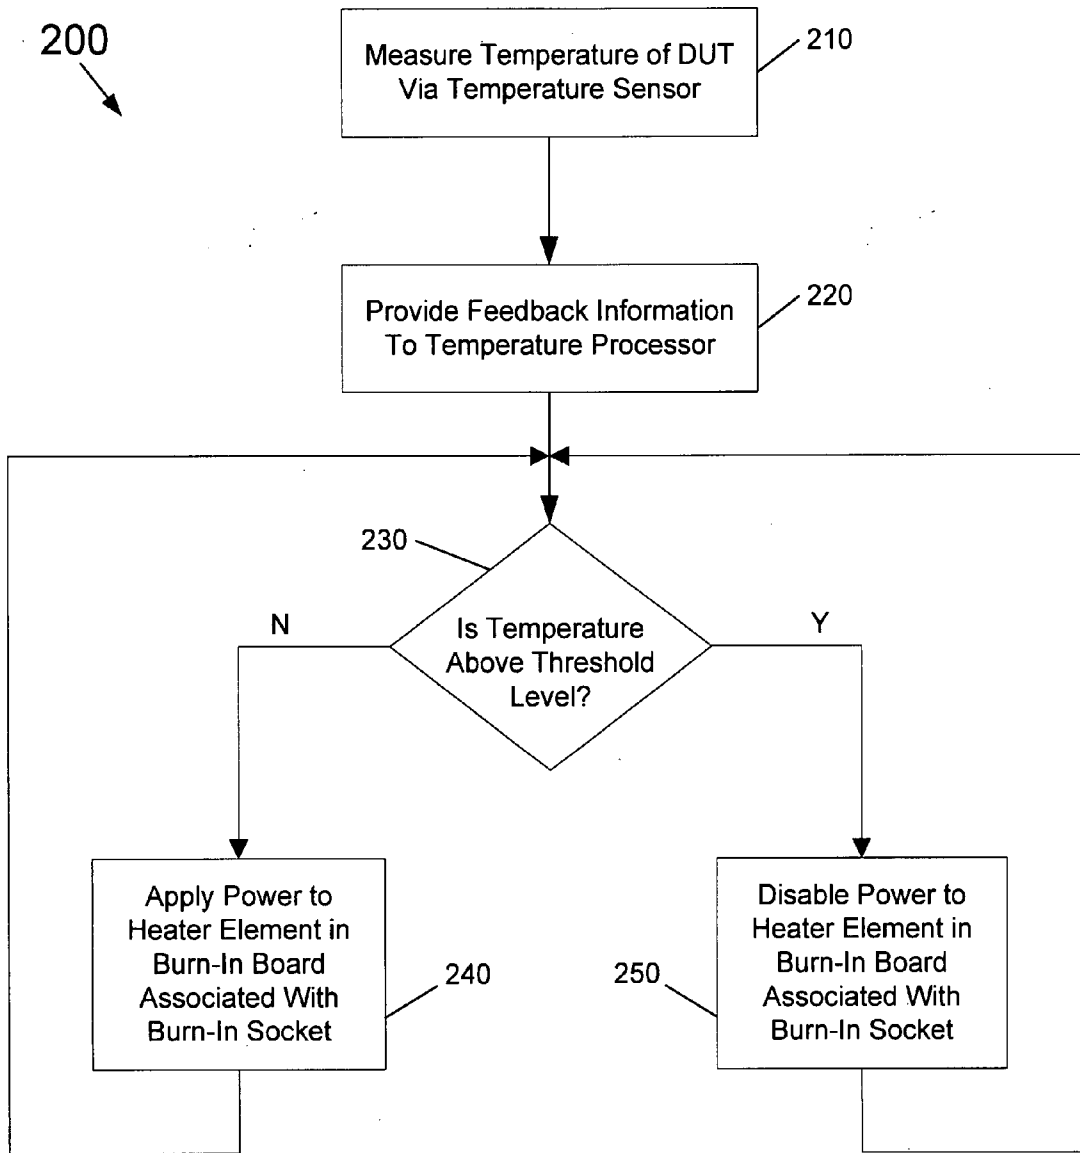 200
Measure Temperature of DUT
Via Temperature Sensor
210
Provide Feedback Information
To Temperature Processor
220
230
Is Temperature
Above Threshold
Level?
N
Y
Apply Power to
Heater Element in
Burn-In Board
Associated With
Burn-In Socket
240
Disable Power to
Heater Element in
Burn-In Board
Associated With
Burn-In Socket
250